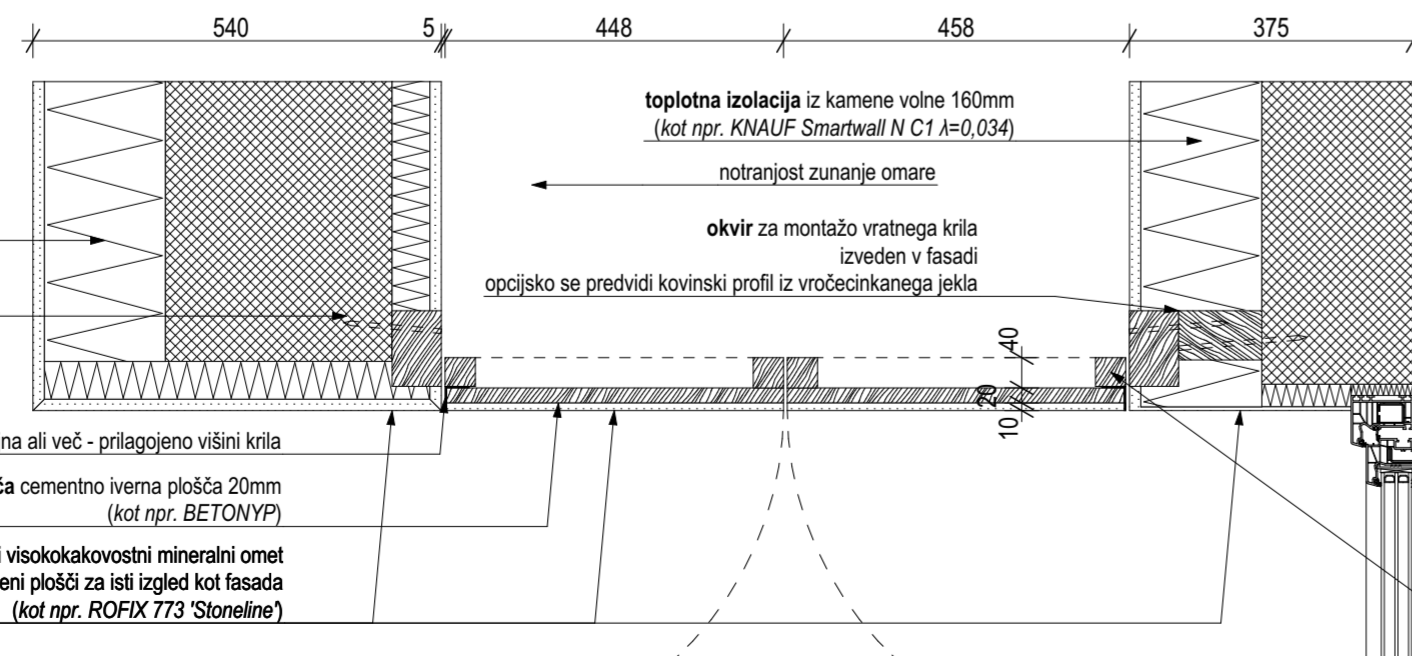 540
5
448
458
375
toplotna izolacija iz kamene volne 160mm
(kot npr. KNAUF Smartwall N C1 λ=0,034)
notranjost zunanje omare
okvir za montažo vratnega krila
izveden v fasadi
opcijsko se predvidi kovinski profil iz vročecinkanega jekla
40
20
10
ali več - prilagojeno višini krila
cementno iverna plošča 20mm
(kot npr. BETONYP)
visokokakovostni mineralni omet
plošči za isti izgled kot fasada
(kot npr. ROFIX 773 'Stoneline')